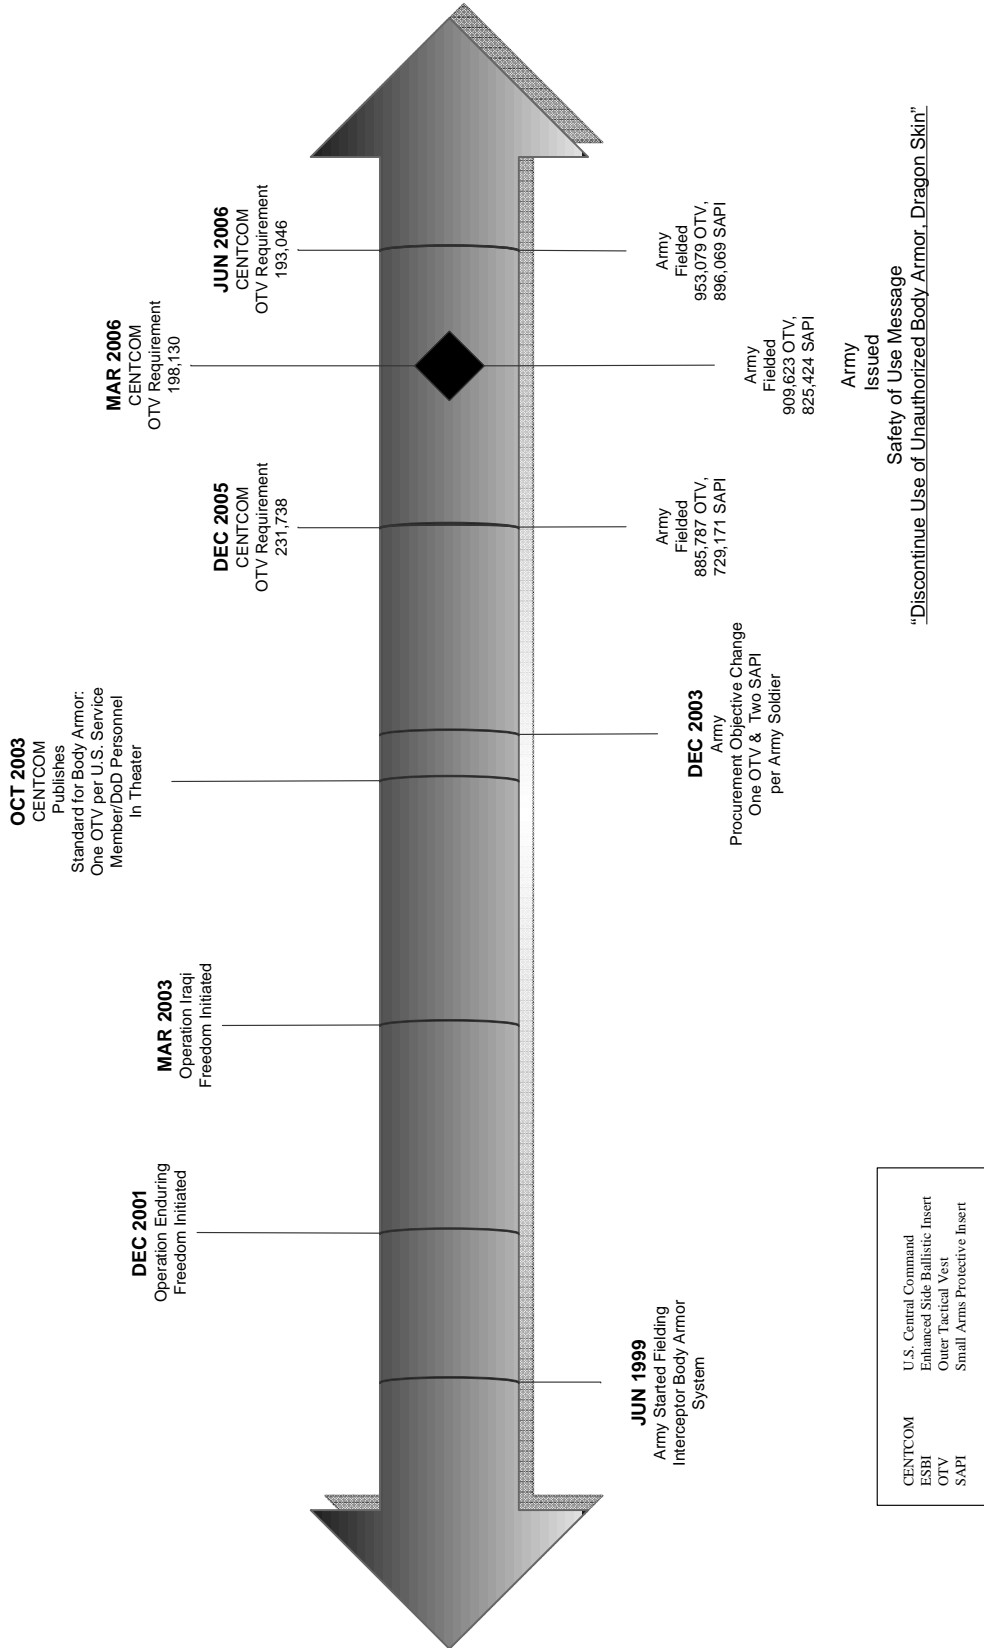 JUN 1999
Army Started Fielding
Interceptor Body Armor
System
DEC 2001
Operation Enduring
Freedom Initiated
MAR 2003
Operation Iraqi
Freedom Initiated
OCT 2003
CENTCOM
Publishes
Standard for Body Armor:
One OTV per U.S. Service
Member/DoD Personnel
In Theater
DEC 2003
Army
Procurement Objective Change
One OTV & Two SAPI
per Army Soldier
DEC 2005
CENTCOM
OTV Requirement
231,738
Army
Fielded
885,787 OTV,
729,171 SAPI
MAR 2006
CENTCOM
OTV Requirement
198,130
Army
Fielded
909,623 OTV,
825,424 SAPI
Army
Issued
Safety of Use Message
“Discontinue Use of Unauthorized Body Armor, Dragon Skin”
JUN 2006
CENTCOM
OTV Requirement
193,046
Army
Fielded
953,079 OTV,
896,069 SAPI
CENTCOM U.S. Central Command
ESBI Enhanced Side Ballistic Insert
OTV Outer Tactical Vest
SAPI Small Arms Protective Insert